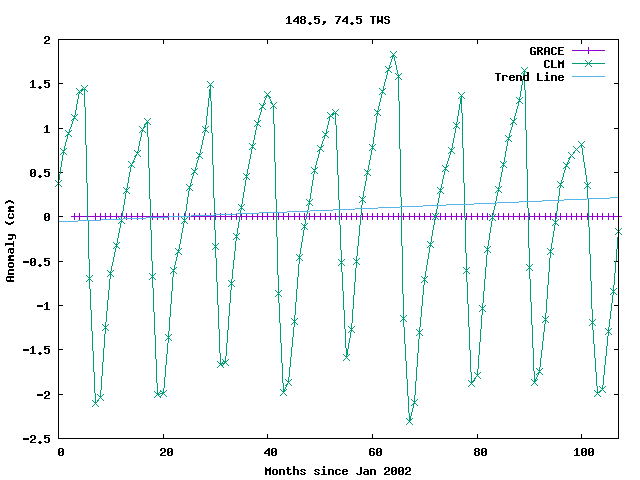 148.5, 74.5 TWS
GRACE
CLM
Trend Line
2
1.5
1
0.5
0
-0.5
-1
-1.5
-2
-2.5
Anomaly (cm)
0 20 40 60 80 100
Months since Jan 2002